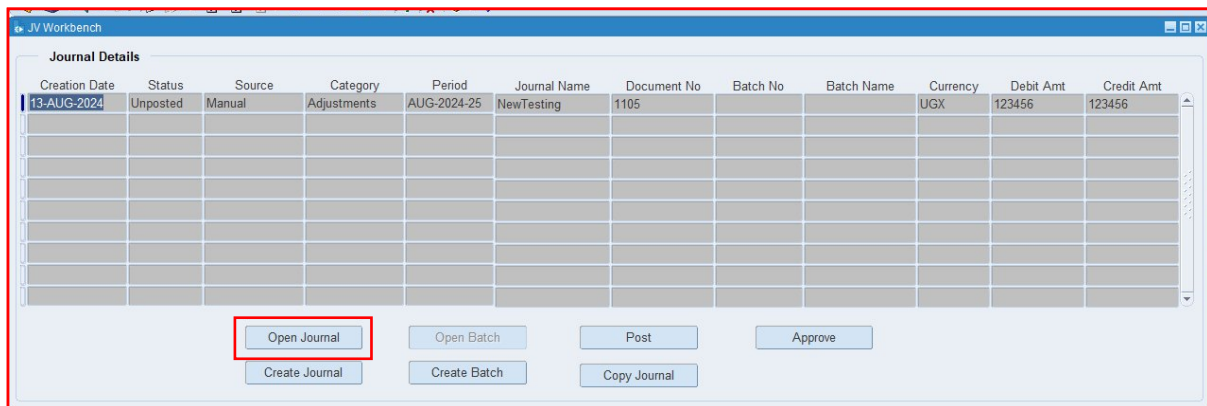 JV Workbench
Journal Details
Creation Date Status Source Category Period Journal Name Document No Batch No Batch Name Currency Debit Amt Credit Amt
13-AUG-2024 Unposted Manual Adjustments AUG-2024-25 NewTesting 1105 UGX 123456 123456
Open Journal Open Batch Post Approve
Create Journal Create Batch Copy Journal